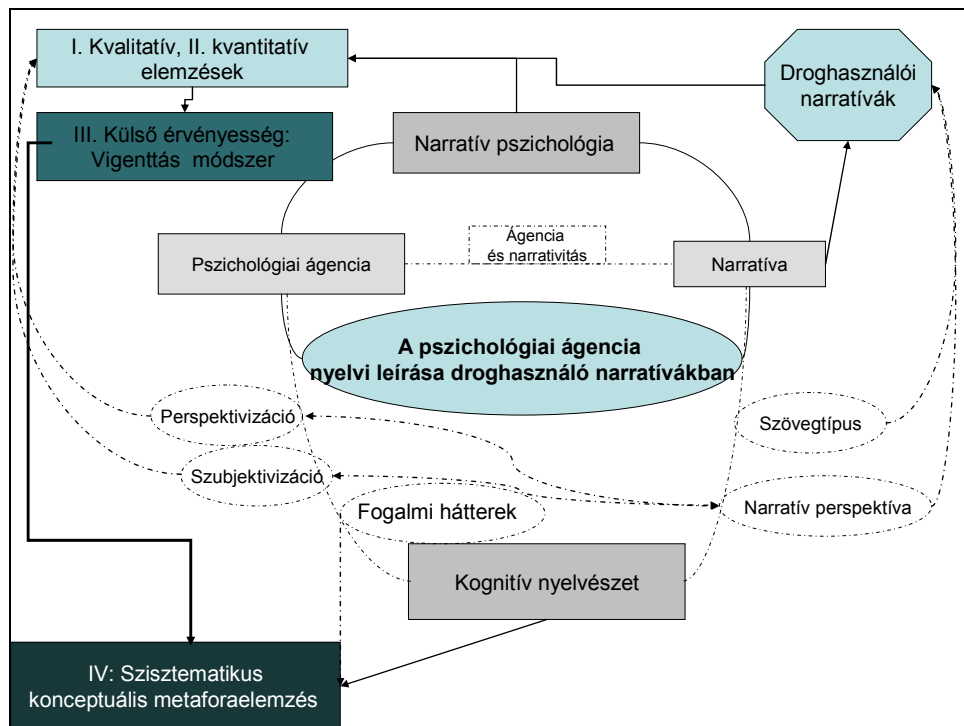 I. Kvalitatív, II. kvantitatív
elemzések
Droghasználói
narratívák
III. Külső érvényesség:
Vigenttás módszer
Narratív pszichológia
Ágencia
és narrativitás
Pszichológiai ágencia
Narratíva
A pszichológiai ágencia
nyelvi leírása droghasználó narratívákban
Perspektivizáció
Szövegtípus
Szubjektivizáció
Narratív perspektíva
Fogalmi hátterek
Kognitív nyelvészet
IV: Szisztematikus
konceptuális metaforaelemzés